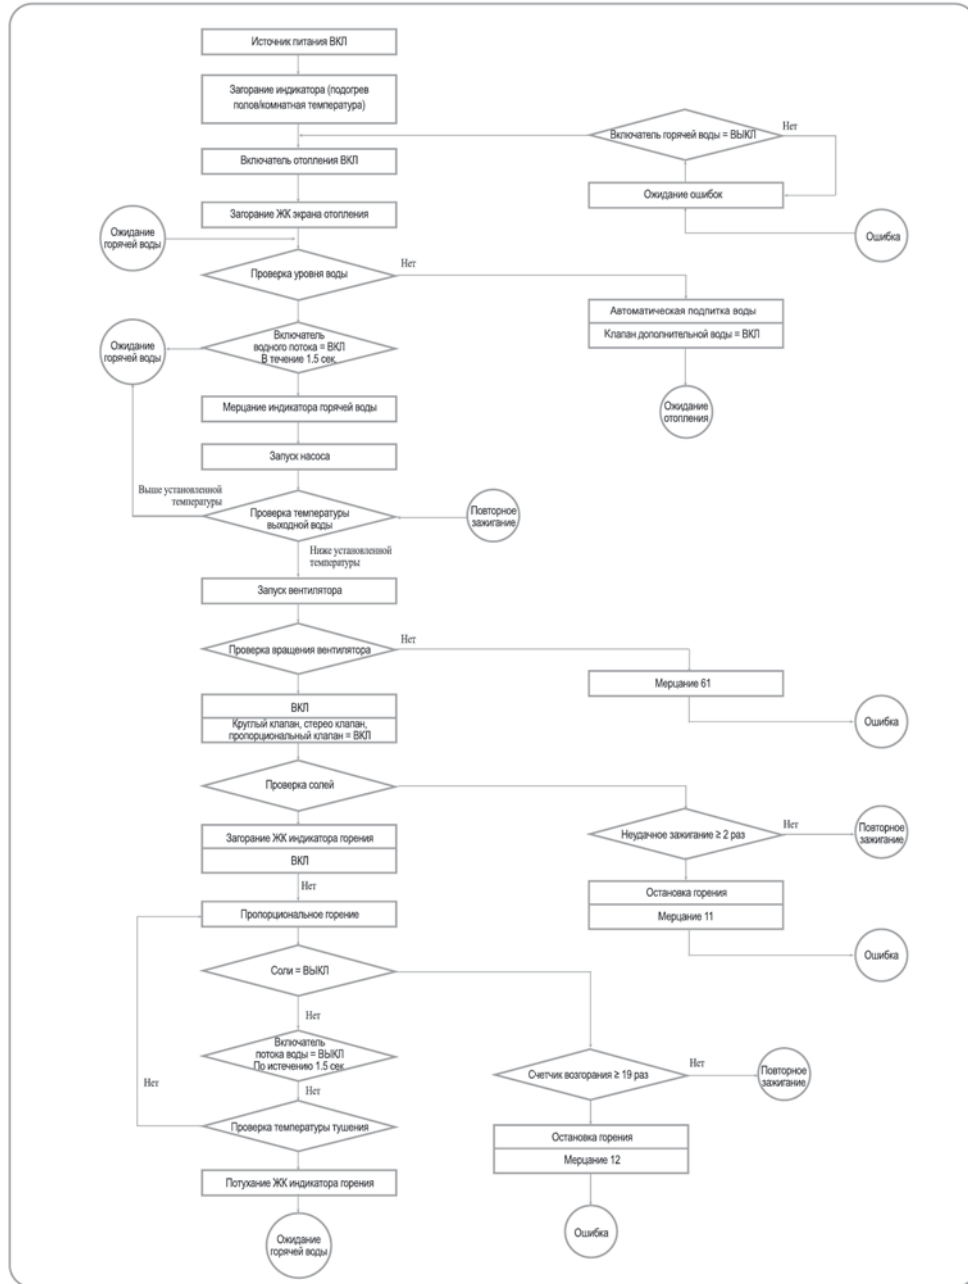 Источник питания ВКЛ
Загорание индикатора (подогрев
полов/комнатная температура)
Включатель горячей воды = ВЫКЛ
Нет
Включатель отопления ВКЛ
Ожидание ошибок
Загорание ЖК экрана отопления
Ожидание
горячей воды
Ошибка
Проверка уровня воды
Нет
Автоматическая подпитка воды
Клапан дополнительной воды = ВКЛ
Включатель
водного потока = ВКЛ
В течение 1.5 сек.
Ожидание
горячей воды
Ожидание
отопления
Мерцание индикатора горячей воды
Запуск насоса
Выше установленной
температуры
Проверка температуры
выходной воды
Повторное
зажигание
Ниже установленной
температуры
Запуск вентилятора
Проверка вращения вентилятора
Нет
Мерцание 61
Ошибка
ВКЛ
Круглый клапан, стерео клапан,
пропорциональный клапан = ВКЛ
Проверка солей
Неудачное зажигание ≥ 2 раз
Нет
Повторное
зажигание
Загорание ЖК индикатора горения
ВКЛ
Нет
Остановка горения
Мерцание 11
Ошибка
Пропорциональное горение
Соли = ВЫКЛ
Нет
Включатель
потока воды = ВЫКЛ
По истечению 1.5 сек
Нет
Нет
Счетчик возгорания ≥ 19 раз
Нет
Повторное
зажигание
Проверка температуры тушения
Остановка горения
Мерцание 12
Потухание ЖК индикатора горения
Ошибка
Ожидание
горячей воды